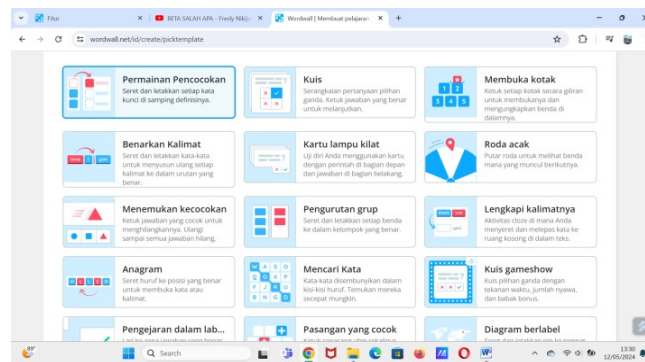 Fitur
BETA SALAH APA - Fredy Nikij
Wordwall | Membuat pelajaran
wordwall.net/id/create/picktemplate
Permainan Pencocokan
Seret dan letakkan setiap kata
kunci di samping definisinya.
Kuis
Serangkaian pertanyaan pilihan
ganda. Ketuk jawaban yang benar
untuk melanjutkan.
Membuka kotak
Ketuk setiap kotak secara giliran
untuk membukanya dan
mengungkapkan benda di
dalamnya.
Benarkan Kalimat
Seret dan letakkan kata-kata
untuk menyusun ulang setiap
kalimat ke dalam urutan yang
benar.
Kartu lampu kilat
Uji diri Anda menggunakan kartu
dengan perintah di bagian depan
dan jawaban di bagian belakang.
Roda acak
Putar roda untuk melihat benda
mana yang muncul berikutnya.
Menemukan kecocokan
Ketuk jawaban yang cocok untuk
menghilangkannya. Ulangi
sampai semua jawaban hilang.
Pengurutan grup
Seret dan letakkan setiap benda
ke dalam kelompok yang benar.
Lengkapi kalimatnya
Aktivitas cloze di mana Anda
menyeret dan melepas kata ke
ruang kosong di dalam teks.
Anagram
Seret huruf ke posisi yang benar
untuk membuka kata atau
kalimat.
Mencari Kata
Kata-kata disembunyikan dalam
kisi-kisi huruf. Temukan mereka
secepat mungkin.
Kuis gameshow
Kuis pilihan ganda dengan
tekanan waktu, jumlah nyawa,
dan babak bonus.
Pengejaran dalam lab...
Pasangan yang cocok
Diagram berlabel
83°
Search
13:30
12/05/2024